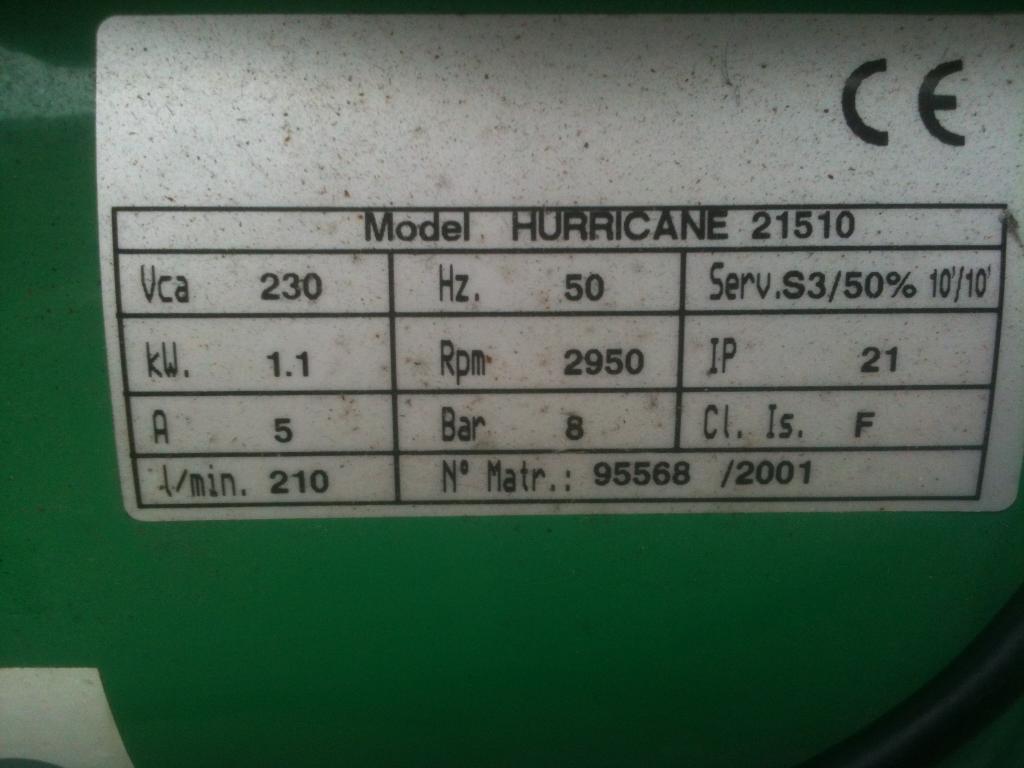 CE
Model HURRICANE 21510
Vca 230 Hz. 50 Serv. S3/50% 10'/10'
kW. 1.1 Rpm 2950 IP 21
A 5 Bar 8 Cl. Is. F
l/min. 210 N° Matr.: 95568 /2001